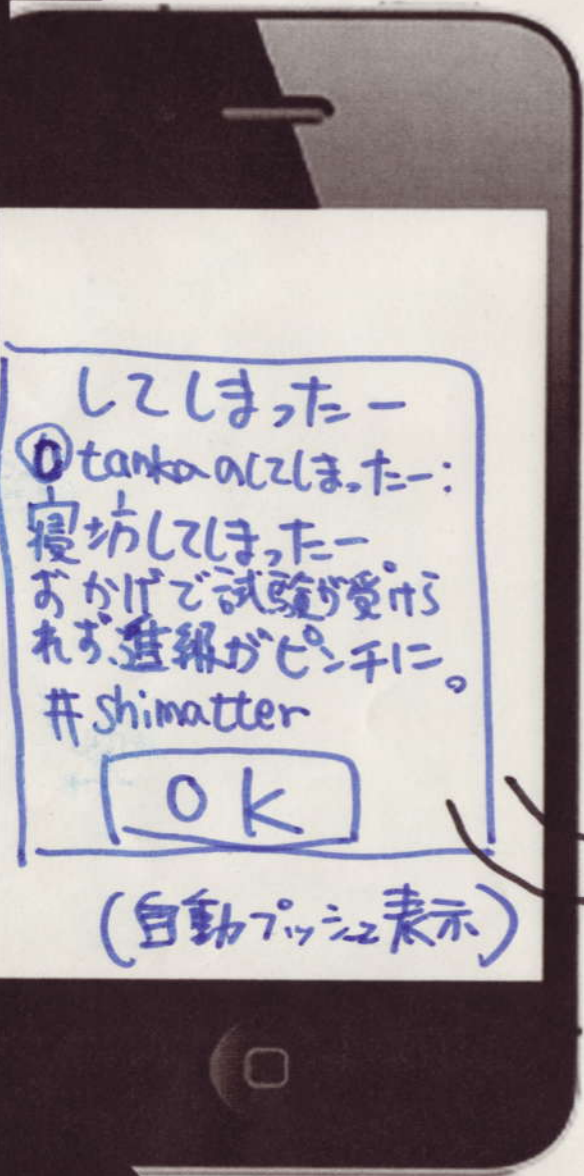 してしまったー
@tankaのしてしまったー:
寝坊してしまったー
おかげで試験が受けら
れず、進級がピンチに。
#shimatter
OK
(自動プッシュ表示)